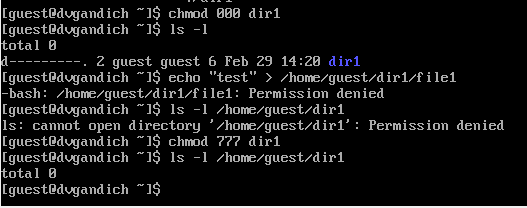 [guest@dvgandich ~]$ chmod 000 dir1
[guest@dvgandich ~]$ ls -l
total 0
d---------. 2 guest guest 6 Feb 29 14:20 dir1
[guest@dvgandich ~]$ echo "test" > /home/guest/dir1/file1
-bash: /home/guest/dir1/file1: Permission denied
[guest@dvgandich ~]$ ls -l /home/guest/dir1
ls: cannot open directory '/home/guest/dir1': Permission denied
[guest@dvgandich ~]$ chmod 777 dir1
[guest@dvgandich ~]$ ls -l /home/guest/dir1
total 0
[guest@dvgandich ~]$